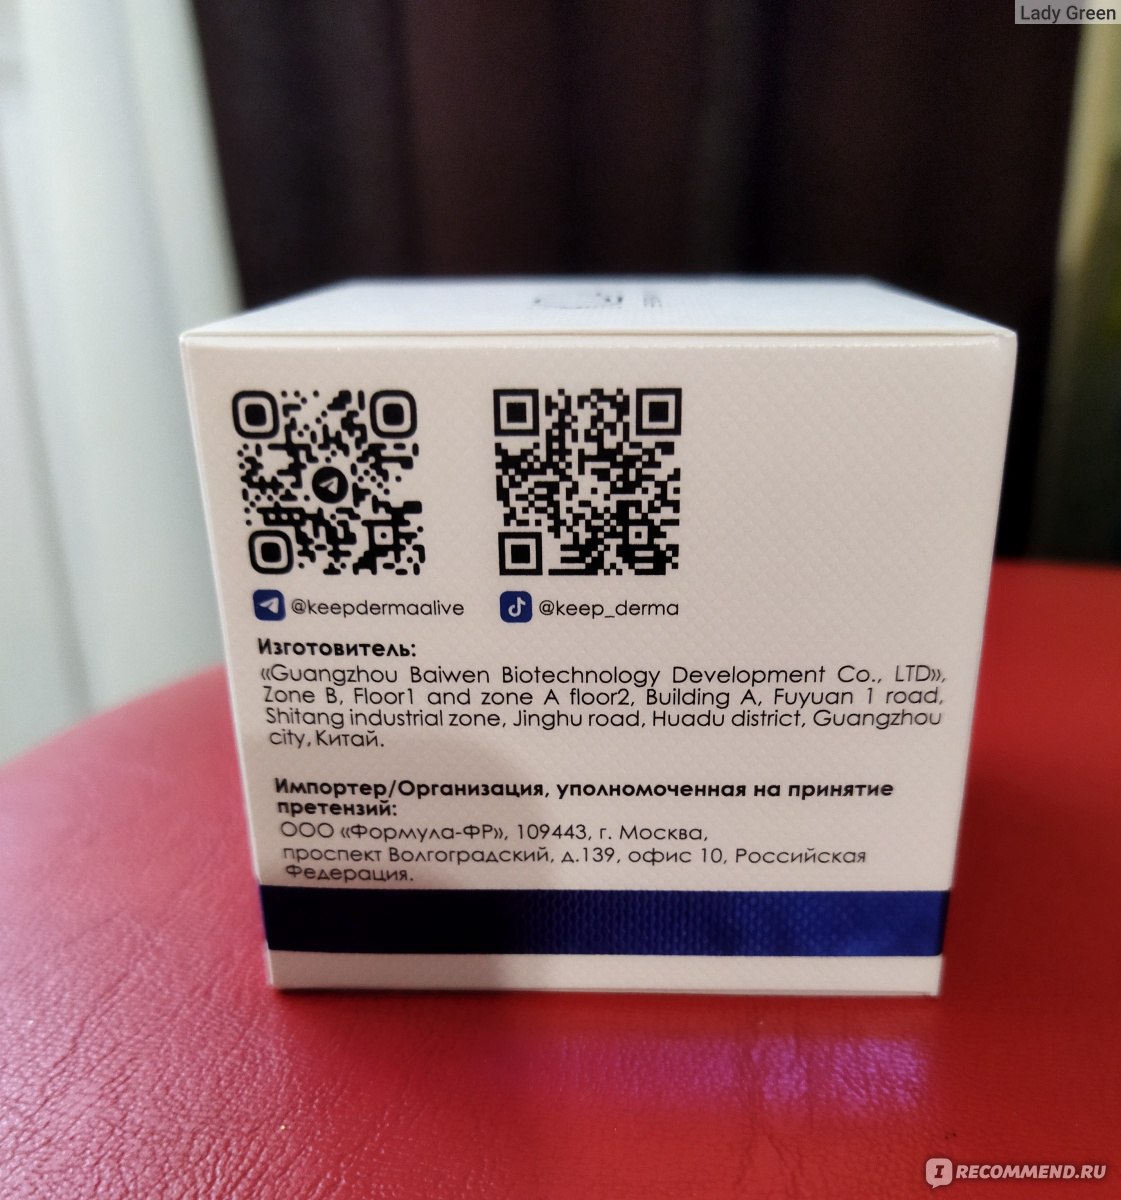 Lady Green
@keepdermaalive @keep_derma
Изготовитель:
«Guangzhou Baiwen Biotechnology Development Co., LTD»,
Zone B, Floor1 and zone A floor2, Building A, Fuyuan 1 road,
Shitang industrial zone, Jinghu road, Huadu district, Guangzhou
city, Китай.
Импортер/Организация, уполномоченная на принятие
претензий:
ООО «Формула-ФР», 109443, г. Москва,
проспект Волгоградский, д.139, офис 10, Российская
Федерация.
IRECOMMEND.RU